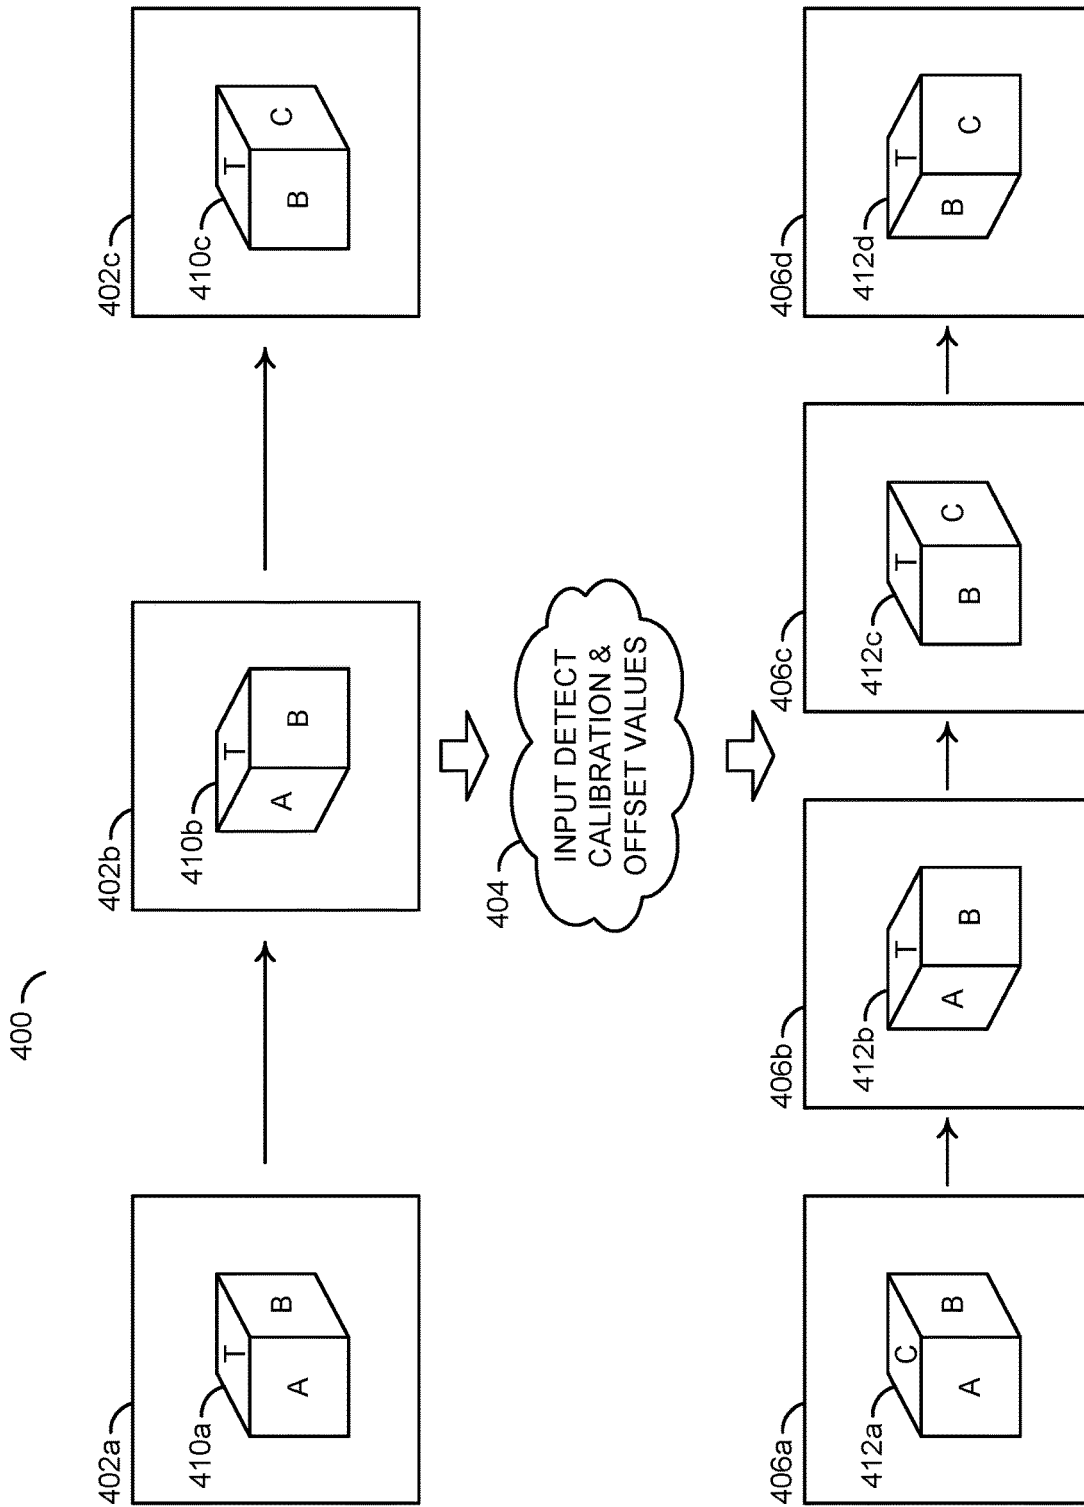 400
402a
402b
402c
410a
T
A
B
410b
T
A
B
410c
T
B
C
404
INPUT DETECT
CALIBRATION &
OFFSET VALUES
406a
406b
406c
406d
412a
C
A
B
412b
T
A
B
412c
T
B
C
412d
T
B
C